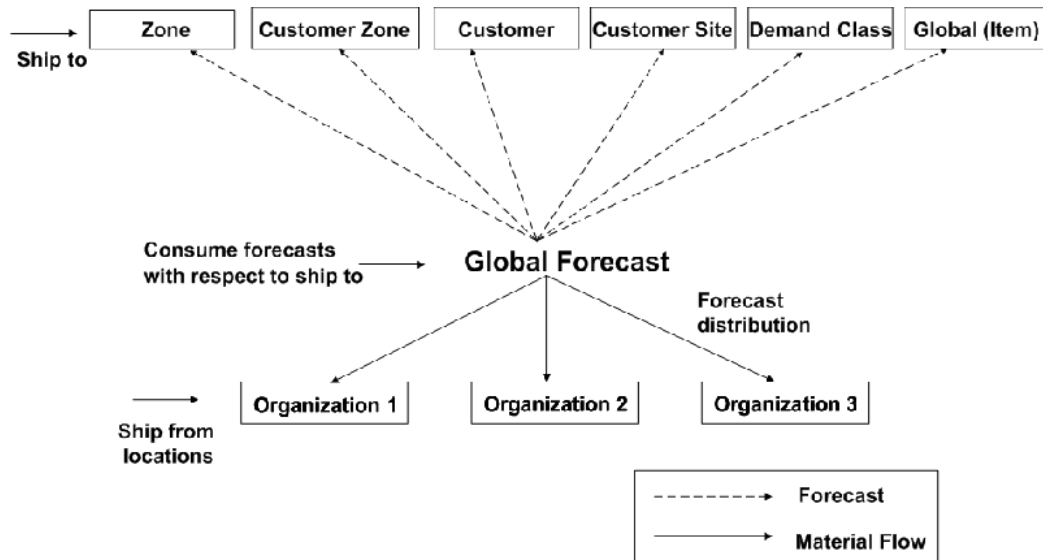 Zone
Customer Zone
Customer
Customer Site
Demand Class
Global (Item)
Ship to
Consume forecasts
with respect to ship to
Global Forecast
Forecast
distribution
Organization 1
Organization 2
Organization 3
Ship from
locations
Forecast
Material Flow